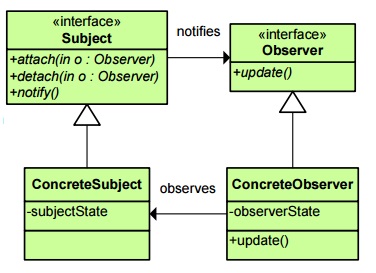 «interface»
Subject
+attach(in o : Observer)
+detach(in o : Observer)
+notify()
notifies
«interface»
Observer
+update()
ConcreteSubject
-subjectState
observes
ConcreteObserver
-observerState
+update()